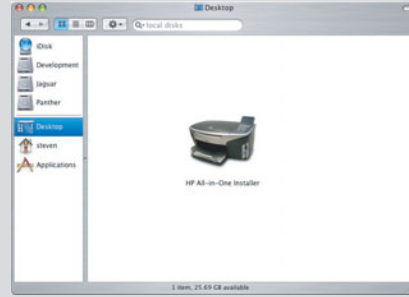 Desktop
local disks
iDisk
Development
Jaguar
Panther
Desktop
steven
Applications
HP All-in-One Installer
1 item, 25.69 GB available